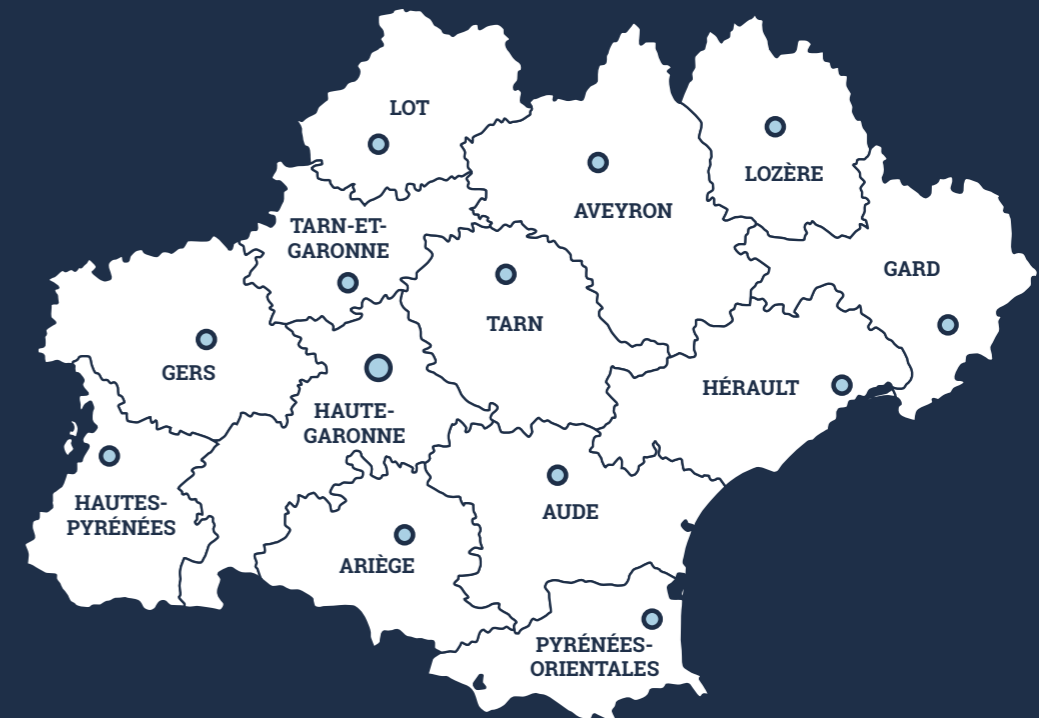 LOT
LOZÈRE
AVEYRON
TARN-ET-
GARONNE
GARD
TARN
GERS
HÉRAULT
HAUTE-
GARONNE
HAUTES-
PYRÉNÉES
AUDE
ARIÈGE
PYRÉNÉES-
ORIENTALES